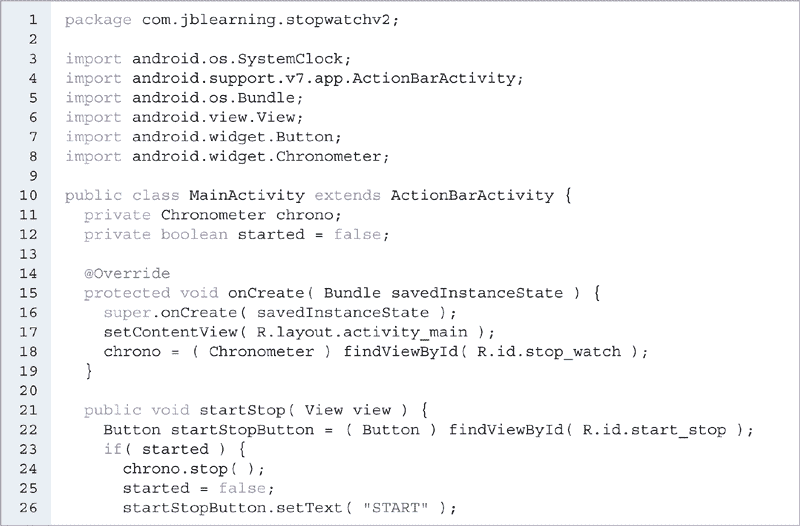 1 package com.jblearning.stopwatchv2;
2
3 import android.os.SystemClock;
4 import android.support.v7.app.ActionBarActivity;
5 import android.os.Bundle;
6 import android.view.View;
7 import android.widget.Button;
8 import android.widget.Chronometer;
9
10 public class MainActivity extends ActionBarActivity {
11   private Chronometer chrono;
12   private boolean started = false;
13
14   @Override
15   protected void onCreate( Bundle savedInstanceState ) {
16     super.onCreate( savedInstanceState );
17     setContentView( R.layout.activity_main );
18     chrono = ( Chronometer ) findViewById( R.id.stop_watch );
19   }
20
21   public void startStop( View view ) {
22     Button startStopButton = ( Button ) findViewById( R.id.start_stop );
23     if( started ) {
24       chrono.stop( );
25       started = false;
26       startStopButton.setText( "START" );